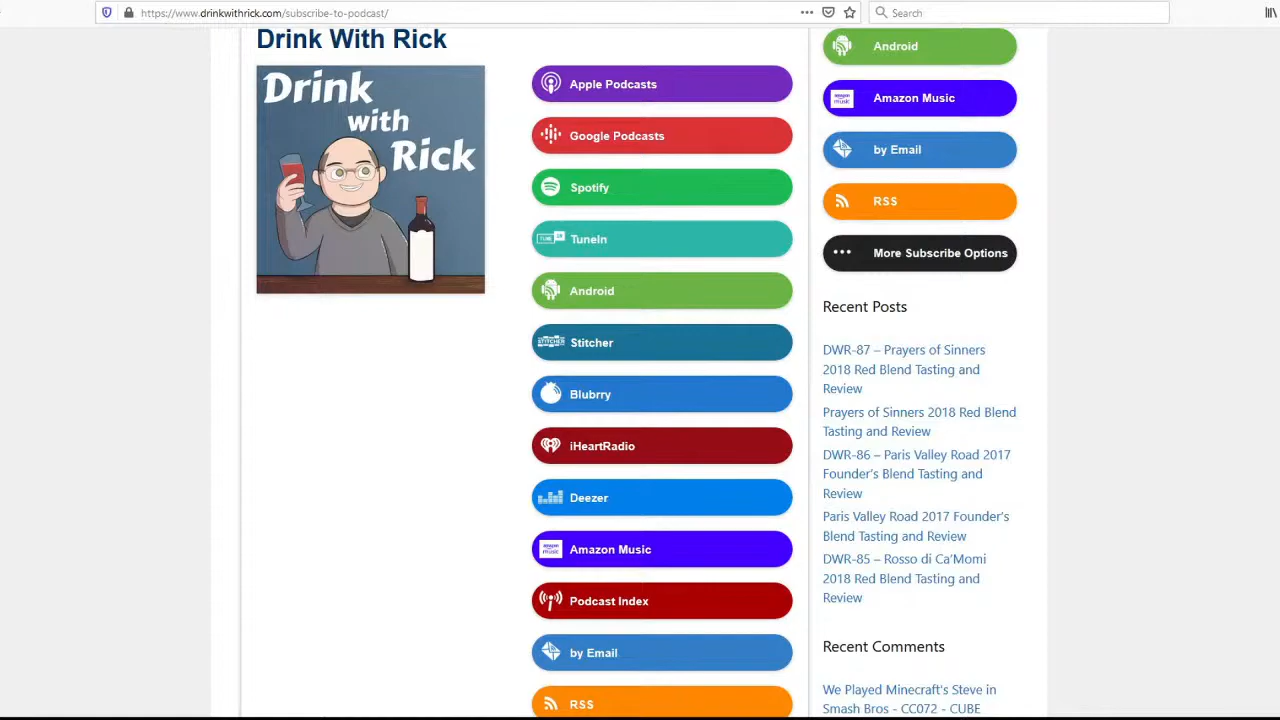 https://www.drinkwithrick.com/subscribe-to-podcast/
Search
Drink With Rick
Drink
with
Rick
Apple Podcasts
Google Podcasts
Spotify
TuneIn
Android
Stitcher
Blubrry
iHeartRadio
Deezer
Amazon Music
Podcast Index
by Email
RSS
Android
Amazon Music
by Email
RSS
More Subscribe Options
Recent Posts
DWR-87 – Prayers of Sinners
2018 Red Blend Tasting and
Review
Prayers of Sinners 2018 Red Blend
Tasting and Review
DWR-86 – Paris Valley Road 2017
Founder’s Blend Tasting and
Review
Paris Valley Road 2017 Founder’s
Blend Tasting and Review
DWR-85 – Rosso di Ca’Momi
2018 Red Blend Tasting and
Review
Recent Comments
We Played Minecraft's Steve in
Smash Bros - CC072 - CUBE